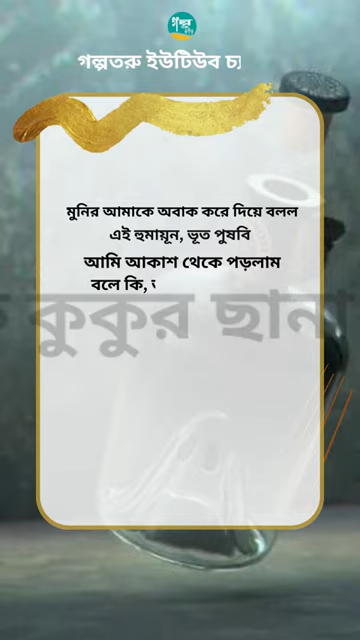 গল্পতরু ইউটিউব
মুনির আমাকে অবাক করে দিয়ে বলল
এই হুমায়ূন, ভূত পুষবি
আমি আকাশ থেকে পড়লাম
বলে কি,
কুকুর ছানা